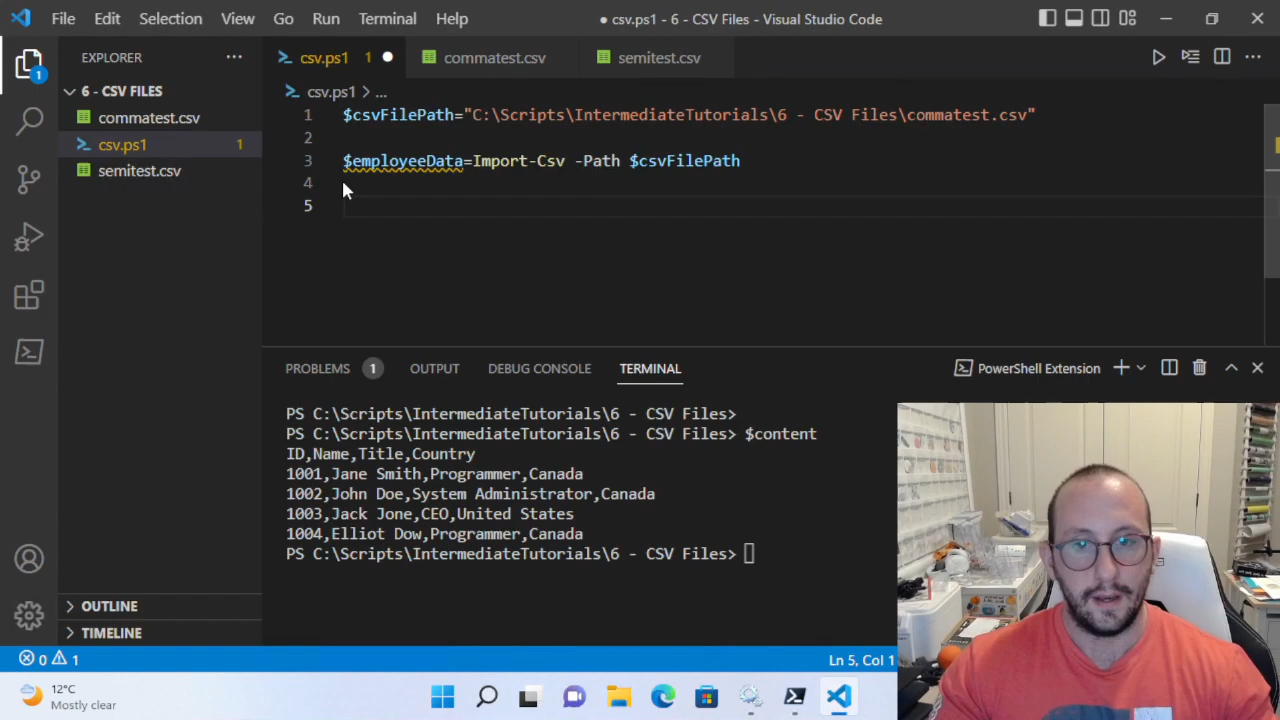 File Edit Selection View Go Run Terminal Help
● csv.ps1 - 6 - CSV Files - Visual Studio Code
EXPLORER
1
6 - CSV FILES
commatest.csv
csv.ps1 1
semitest.csv
OUTLINE
TIMELINE
csv.ps1 1
commatest.csv
semitest.csv
csv.ps1 > ...
1 $csvFilePath="C:\Scripts\IntermediateTutorials\6 - CSV Files\commatest.csv"
2
3 $employeeData=Import-Csv -Path $csvFilePath
4
5
PROBLEMS 1 OUTPUT DEBUG CONSOLE TERMINAL
PowerShell Extension
PS C:\Scripts\IntermediateTutorials\6 - CSV Files>
PS C:\Scripts\IntermediateTutorials\6 - CSV Files> $content
ID,Name,Title,Country
1001,Jane Smith,Programmer,Canada
1002,John Doe,System Administrator,Canada
1003,Jack Jone,CEO,United States
1004,Elliot Dow,Programmer,Canada
PS C:\Scripts\IntermediateTutorials\6 - CSV Files>
0 1
Ln 5, Col 1
12°C
Mostly clear